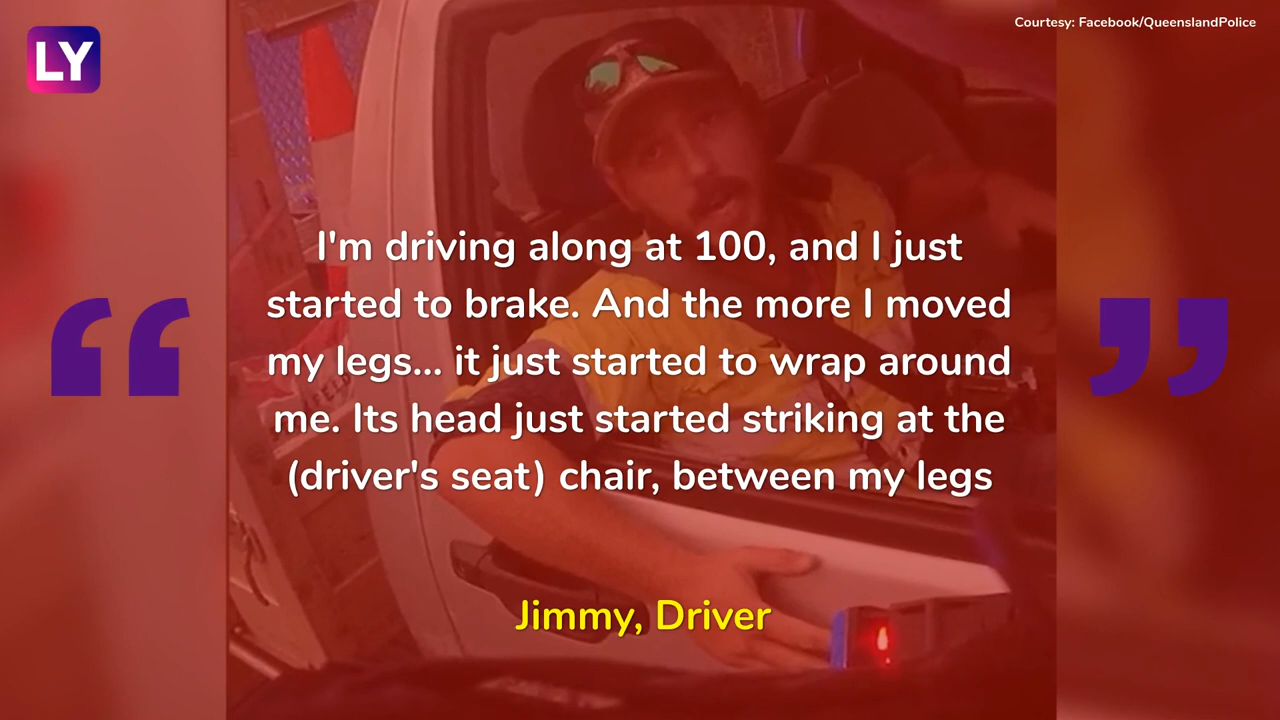 LY
Courtesy: Facebook/QueenslandPolice
I'm driving along at 100, and I just
started to brake. And the more I moved
my legs... it just started to wrap around
me. Its head just started striking at the
(driver's seat) chair, between my legs
Jimmy, Driver